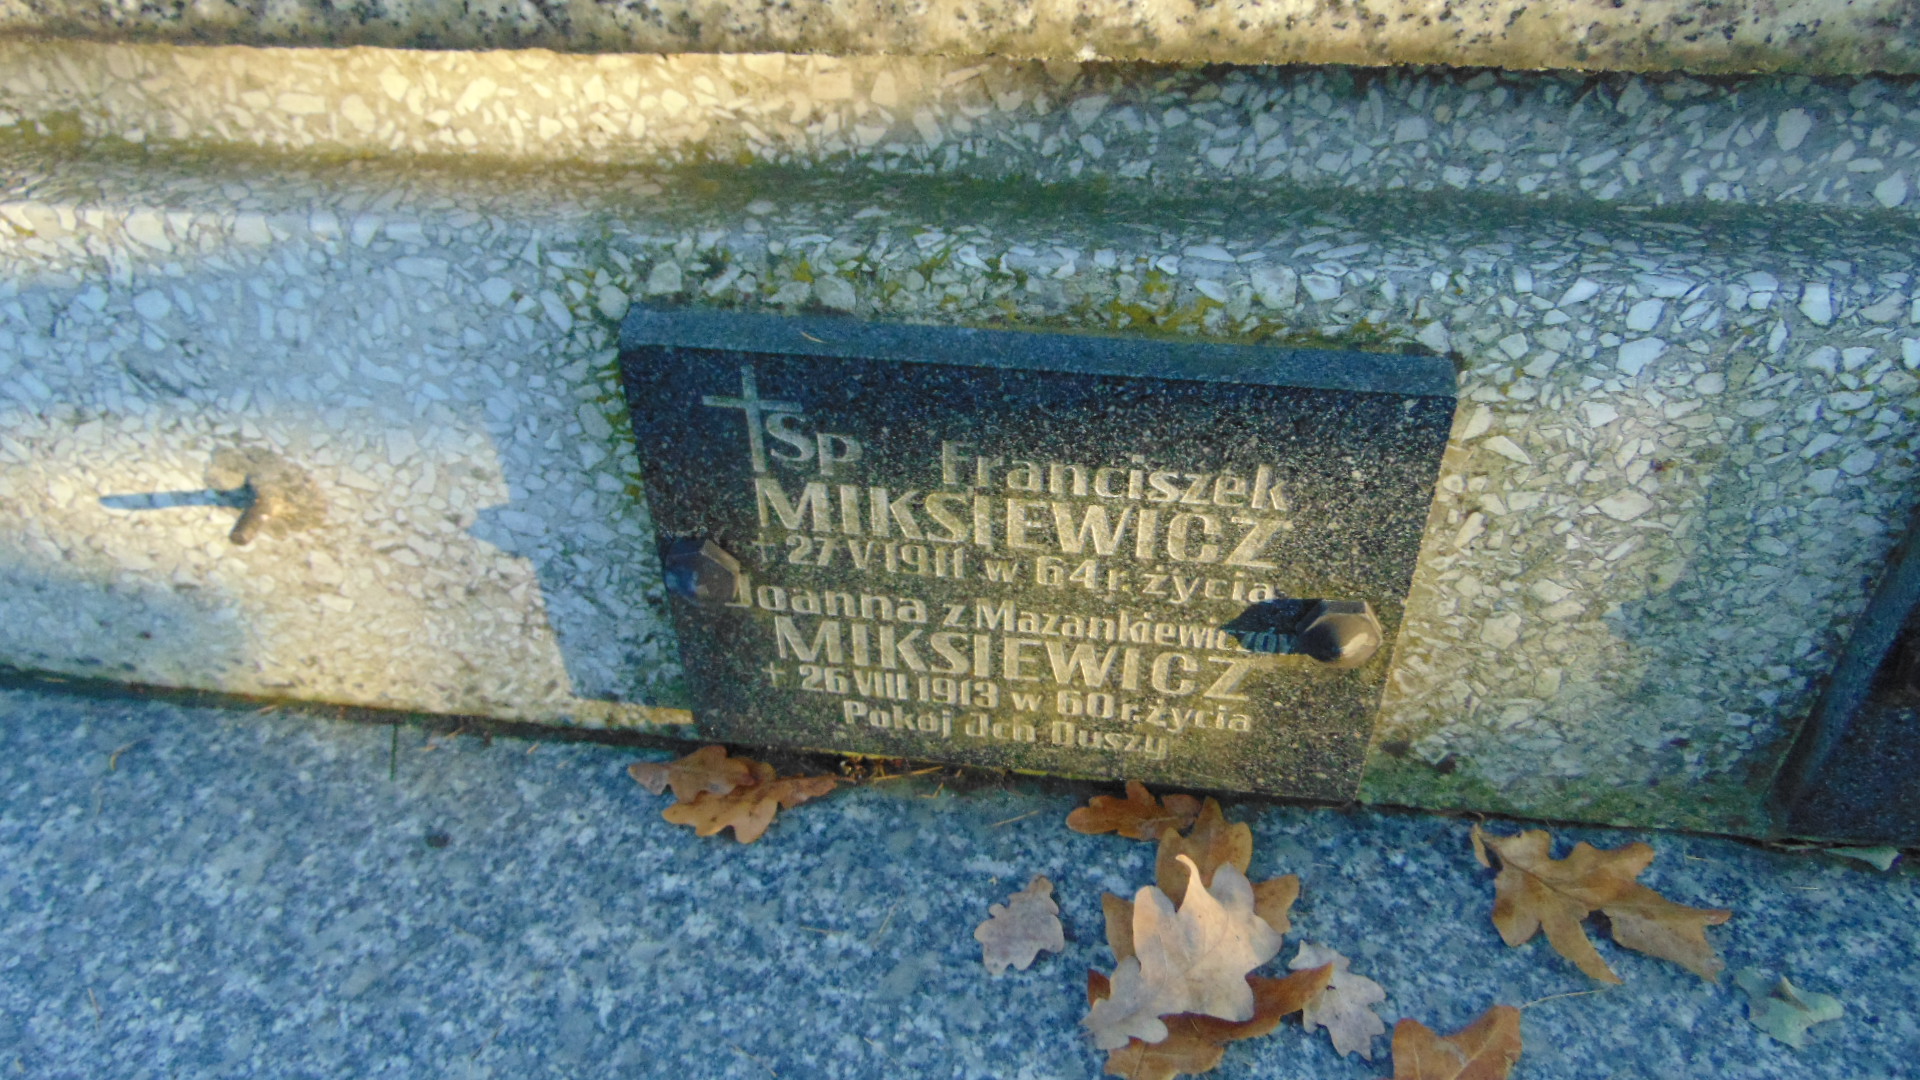 Sp Franciszek
MIKSIEWICZ
+ 27 V 1911 w 64 r. życia
Joanna z Mazankiewiczów
MIKSIEWICZ
+ 26 VIII 1913 w 60 r. życia
Pokój Ich Duszy